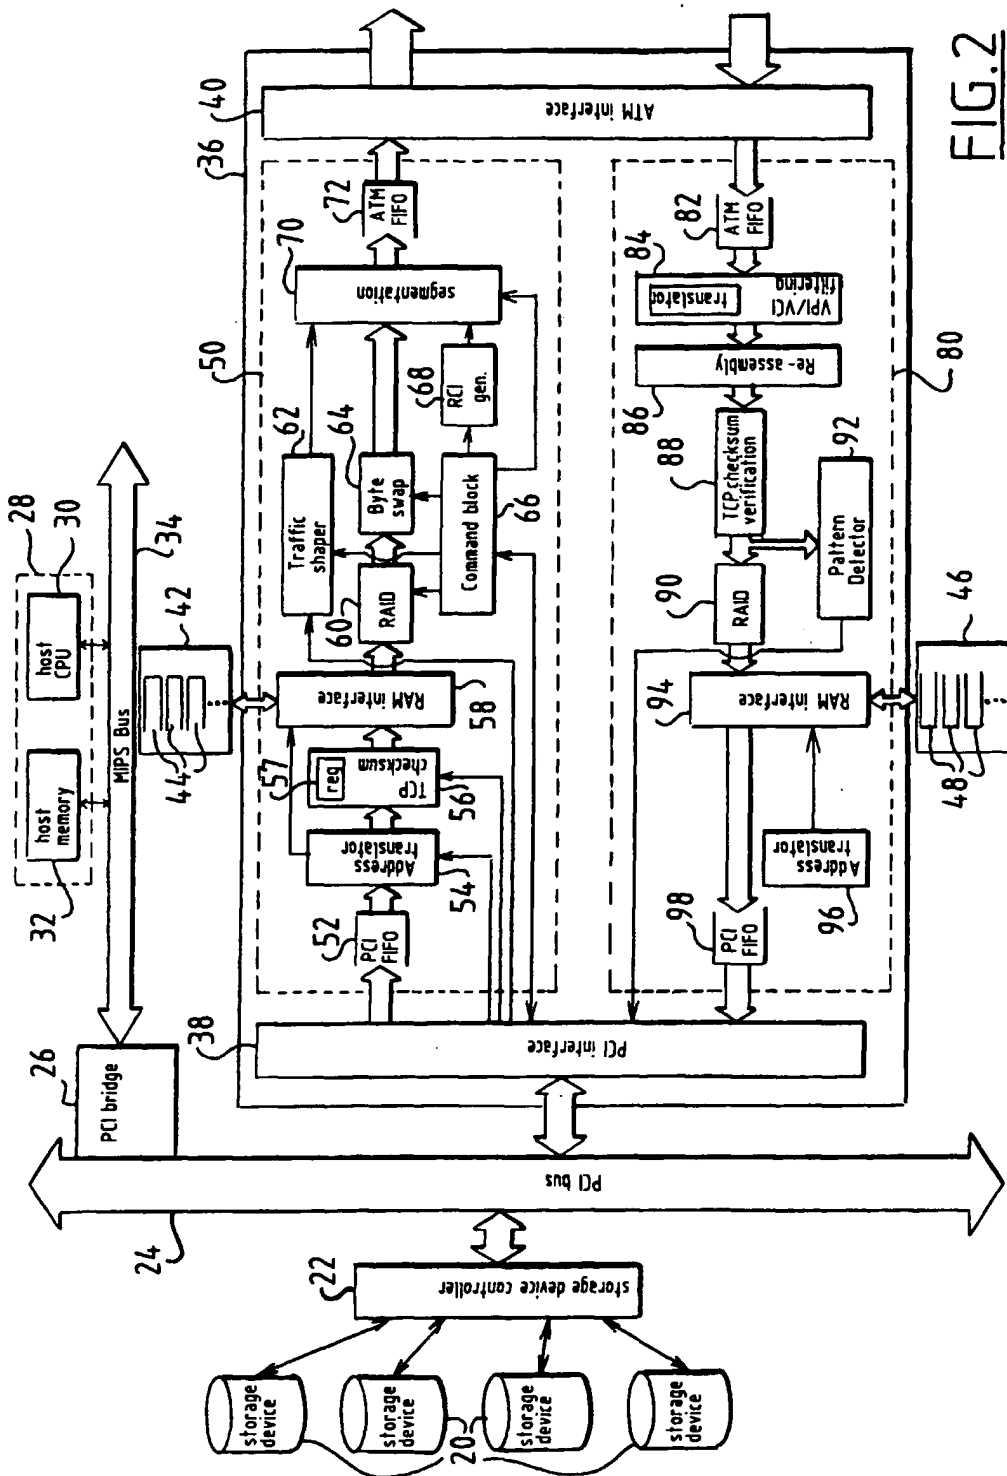 FIG.2
28
host
memory
host
CPU
30
32
MIPS Bus
34
26
PCI bridge
42
44
36
38
PCI interface
50
52
PCI
FIFO
54
Address
translator
56
TCP
checksum
57
req
58
RAM interface
60
RAID
62
Traffic
shaper
64
Byte
swap
66
Command block
68
RCI
gen.
70
segmentation
72
ATM
FIFO
40
ATM interface
80
82
ATM
FIFO
84
translator
VPI/VCI
filtering
86
Re-assembly
88
TCP checksum
verification
90
RAID
92
Pattern
Detector
94
RAM interface
96
Address
translator
98
PCI
FIFO
46
48
24
PCI bus
22
storage device controller
storage
device
storage
device
storage
device
storage
device
20